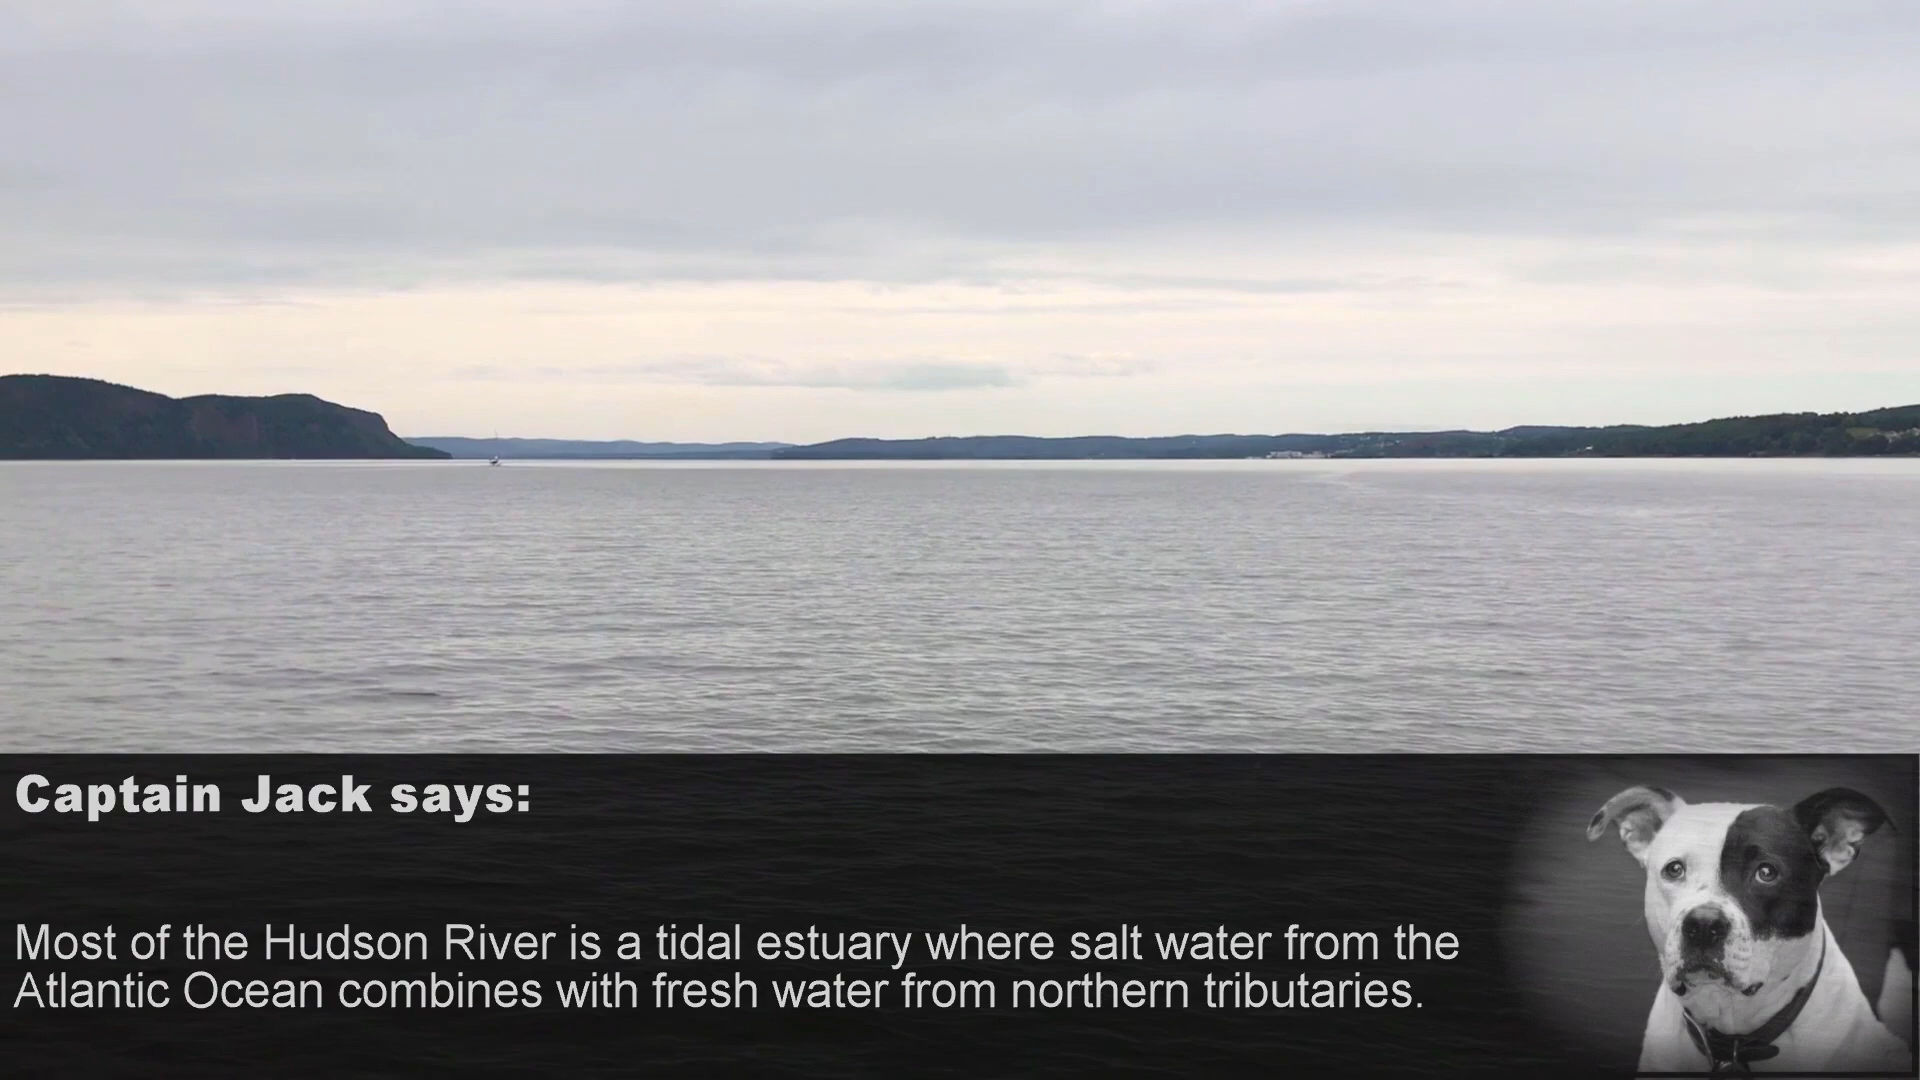 Captain Jack says:
Most of the Hudson River is a tidal estuary where salt water from the
Atlantic Ocean combines with fresh water from northern tributaries.